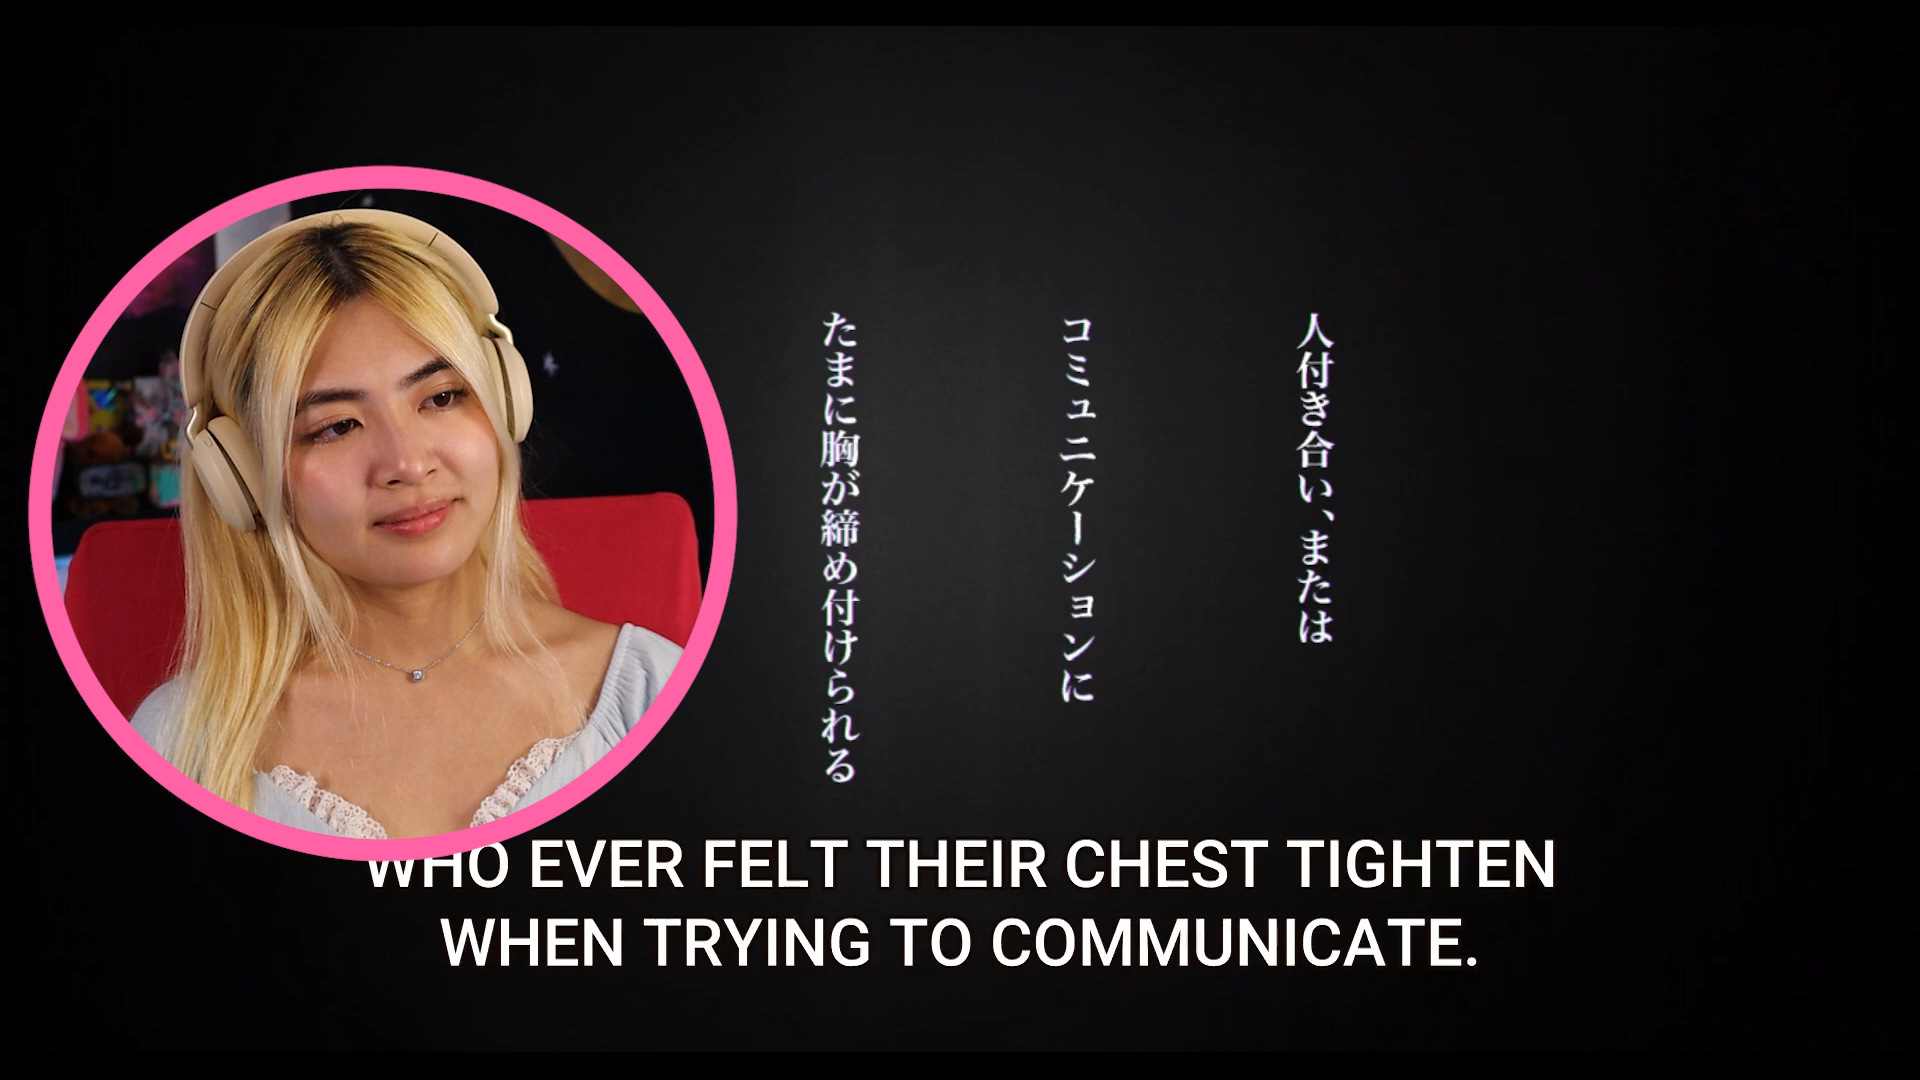 人付き合い、または
コミュニケーションに
たまに胸が締め付けられる
WHO EVER FELT THEIR CHEST TIGHTEN
WHEN TRYING TO COMMUNICATE.